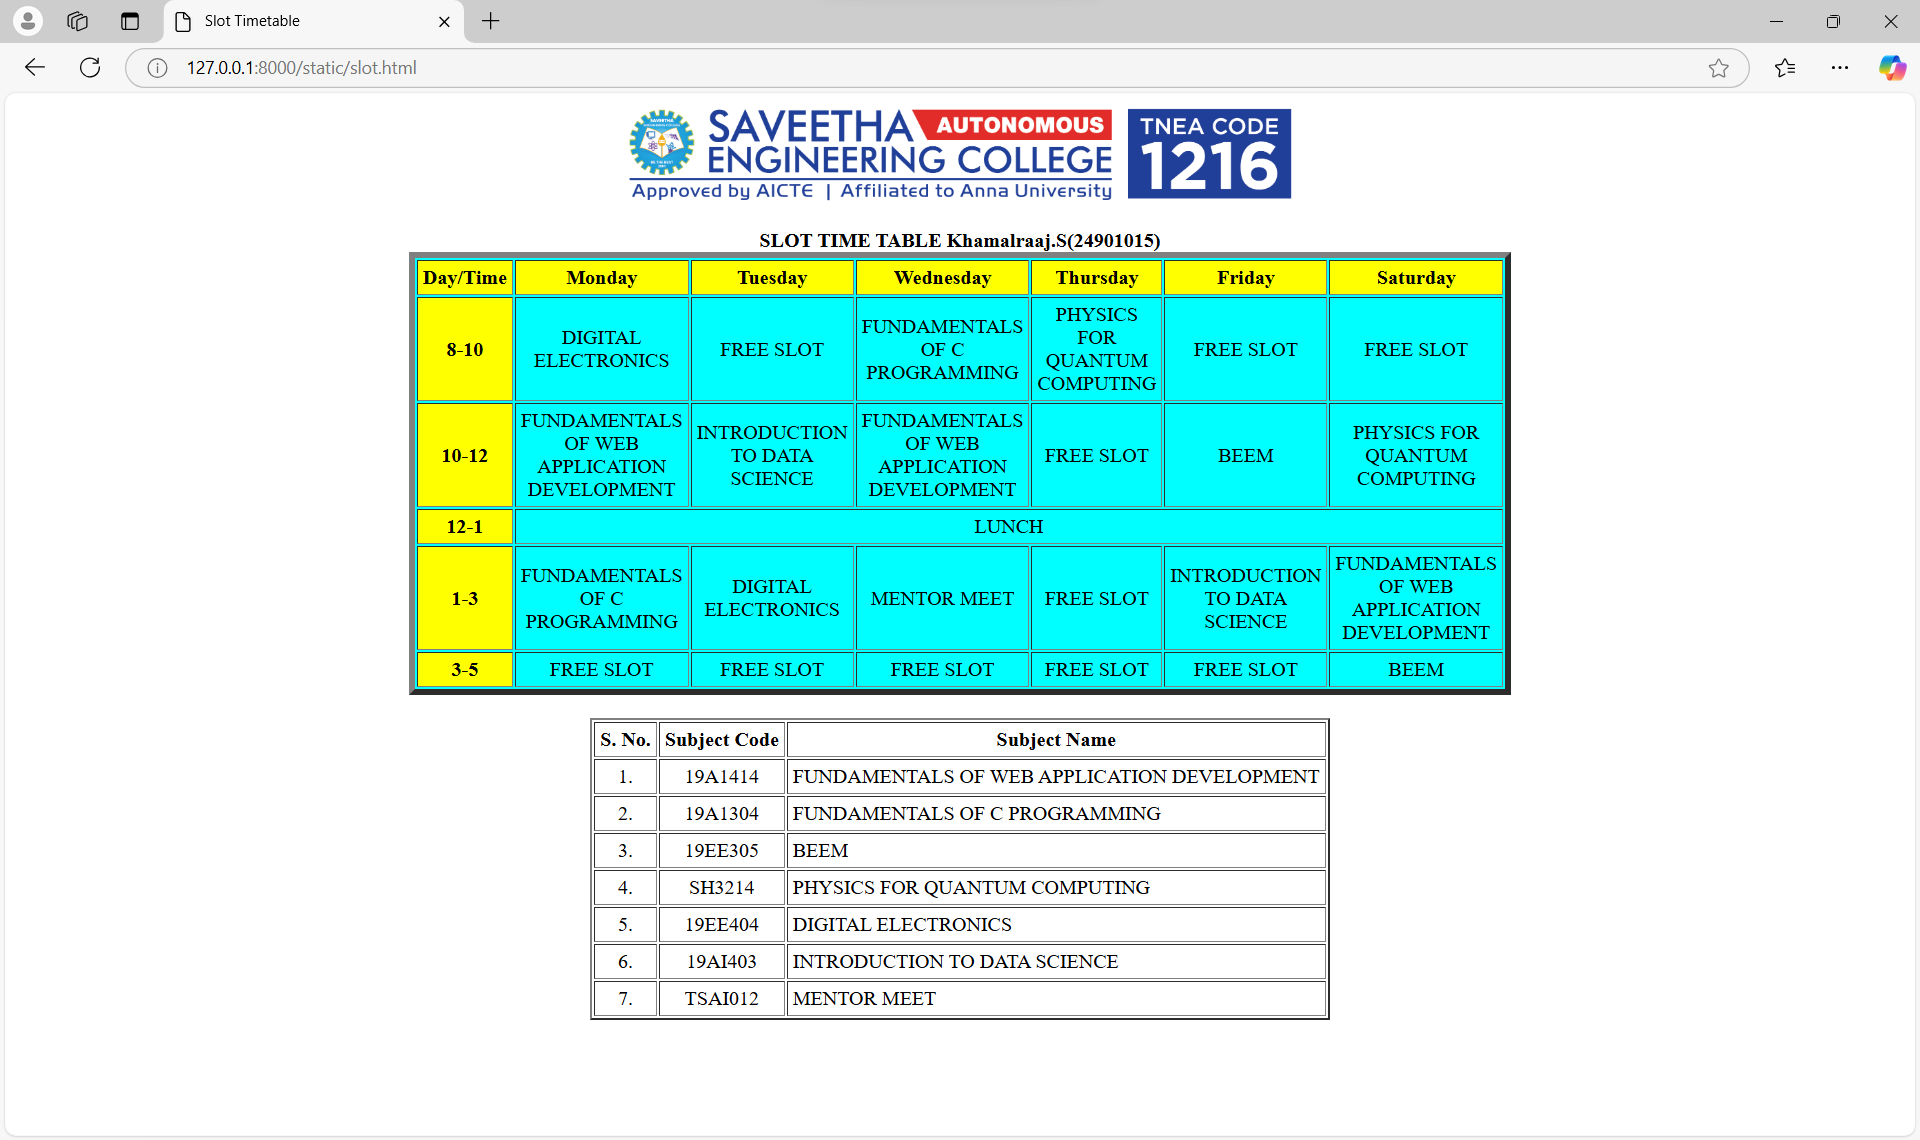 Slot Timetable
127.0.0.1:8000/static/slot.html
SAVEETHA AUTONOMOUS
ENGINEERING COLLEGE
Approved by AICTE | Affiliated to Anna University
TNEA CODE
1216
SLOT TIME TABLE Khamalraaj.S(24901015)
Day/Time Monday Tuesday Wednesday Thursday Friday Saturday
8-10 DIGITAL ELECTRONICS FREE SLOT FUNDAMENTALS OF C PROGRAMMING PHYSICS FOR QUANTUM COMPUTING FREE SLOT FREE SLOT
10-12 FUNDAMENTALS OF WEB APPLICATION DEVELOPMENT INTRODUCTION TO DATA SCIENCE FUNDAMENTALS OF WEB APPLICATION DEVELOPMENT FREE SLOT BEEM PHYSICS FOR QUANTUM COMPUTING
12-1 LUNCH
1-3 FUNDAMENTALS OF C PROGRAMMING DIGITAL ELECTRONICS MENTOR MEET FREE SLOT INTRODUCTION TO DATA SCIENCE FUNDAMENTALS OF WEB APPLICATION DEVELOPMENT
3-5 FREE SLOT FREE SLOT FREE SLOT FREE SLOT FREE SLOT BEEM
S. No. Subject Code Subject Name
1. 19A1414 FUNDAMENTALS OF WEB APPLICATION DEVELOPMENT
2. 19A1304 FUNDAMENTALS OF C PROGRAMMING
3. 19EE305 BEEM
4. SH3214 PHYSICS FOR QUANTUM COMPUTING
5. 19EE404 DIGITAL ELECTRONICS
6. 19AI403 INTRODUCTION TO DATA SCIENCE
7. TSAI012 MENTOR MEET